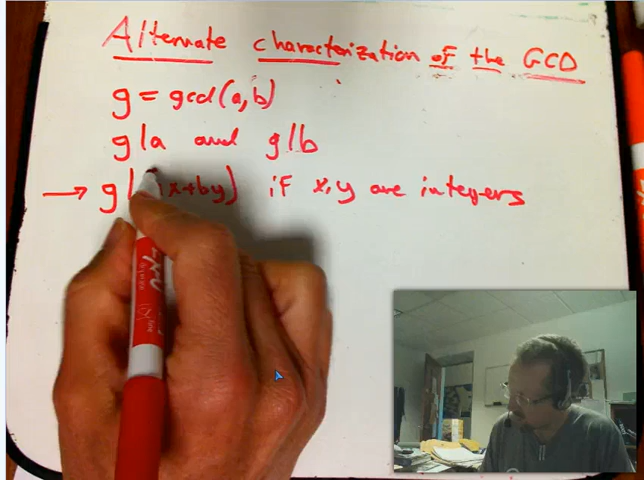 Alternate characterization of the GCD
g = gcd(a,b)
g|a and g|b
→ g|( x+by) if x,y are integers